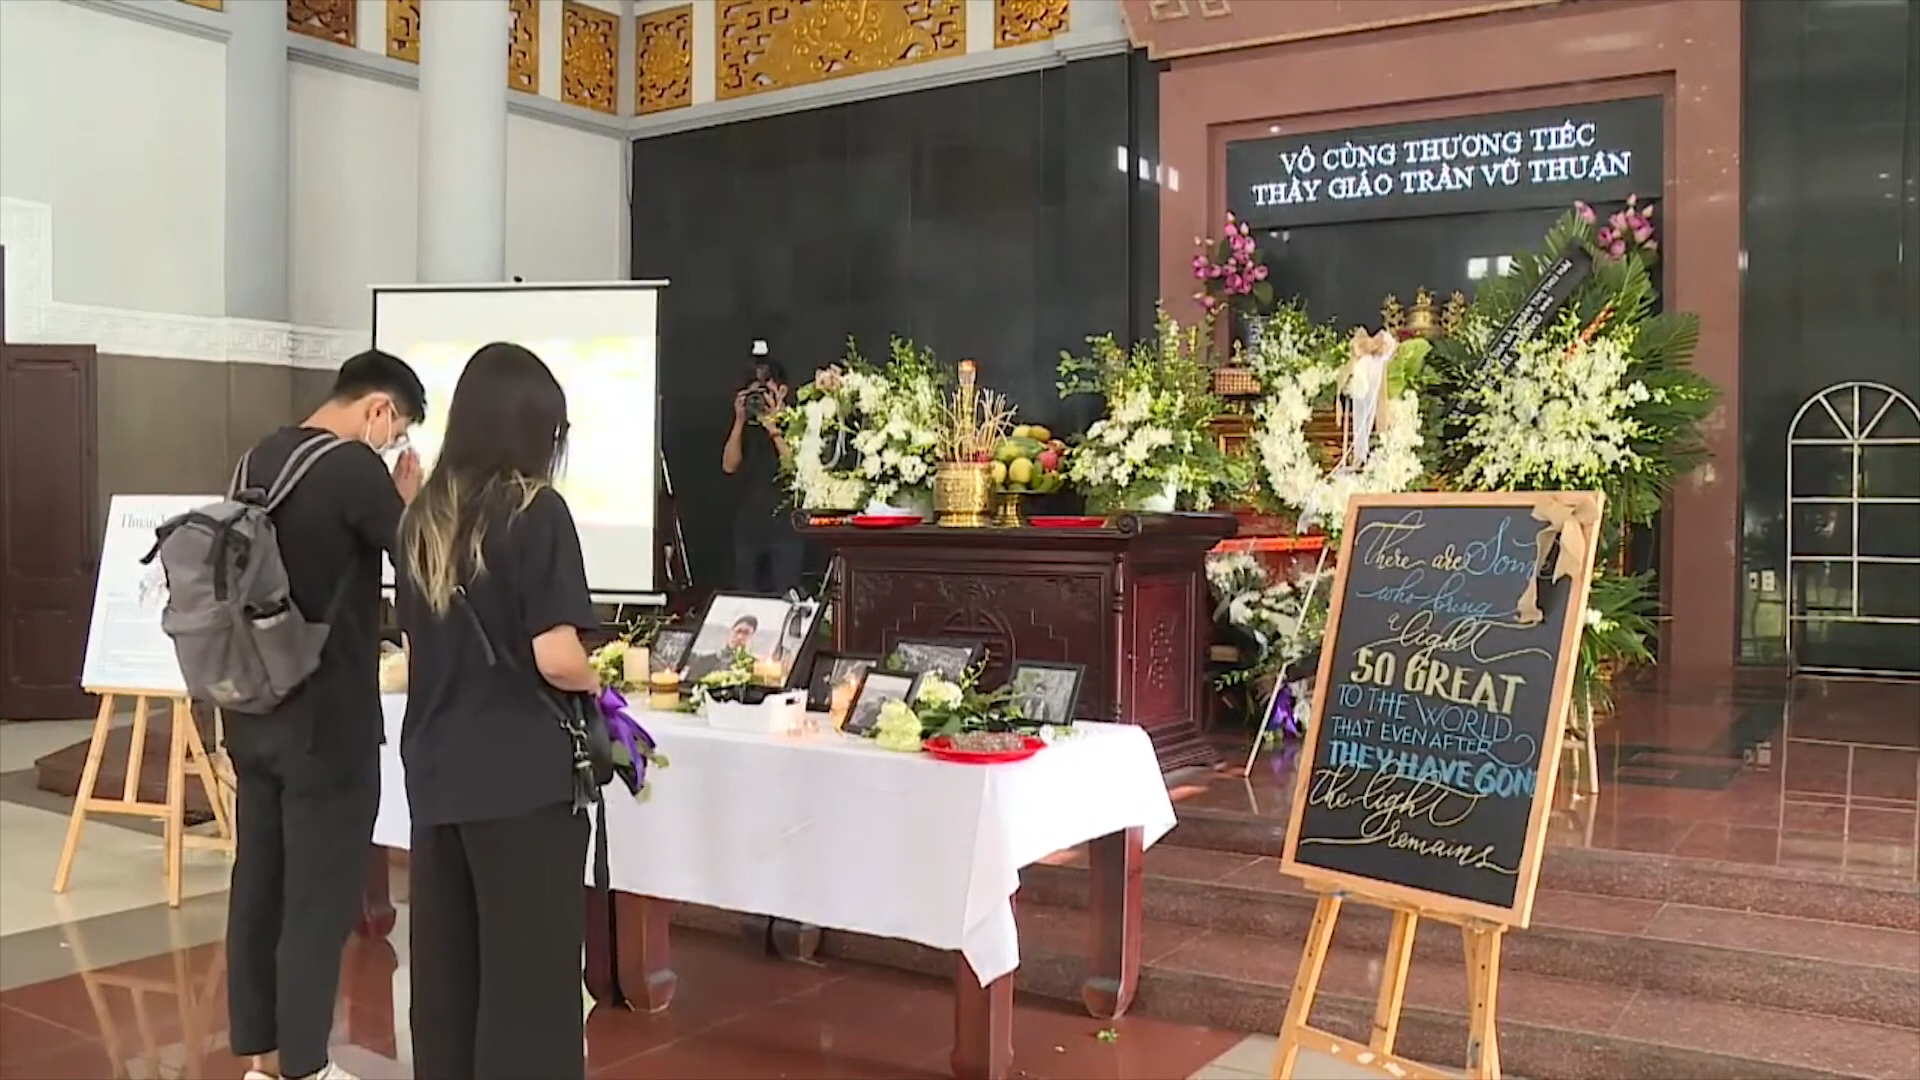 VÔ CÙNG THƯƠNG TIẾC
THẦY GIÁO TRẦN VŨ THUẬN
There are Some
who bring
a light
SO GREAT
TO THE WORLD
THAT EVEN AFTER
THEY HAVE GONE
the light
remains